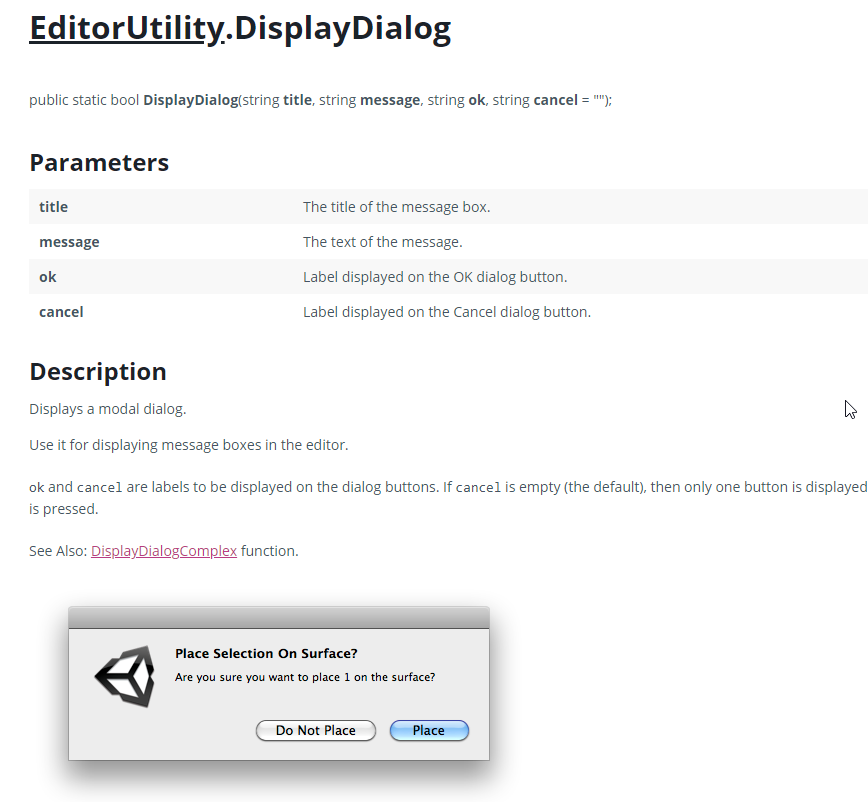 EditorUtility.DisplayDialog
public static bool DisplayDialog(string title, string message, string ok, string cancel = "");
Parameters
title The title of the message box.
message The text of the message.
ok Label displayed on the OK dialog button.
cancel Label displayed on the Cancel dialog button.
Description
Displays a modal dialog.
Use it for displaying message boxes in the editor.
ok and cancel are labels to be displayed on the dialog buttons. If cancel is empty (the default), then only one button is displayed
is pressed.
See Also: DisplayDialogComplex function.
Place Selection On Surface?
Are you sure you want to place 1 on the surface?
Do Not Place Place